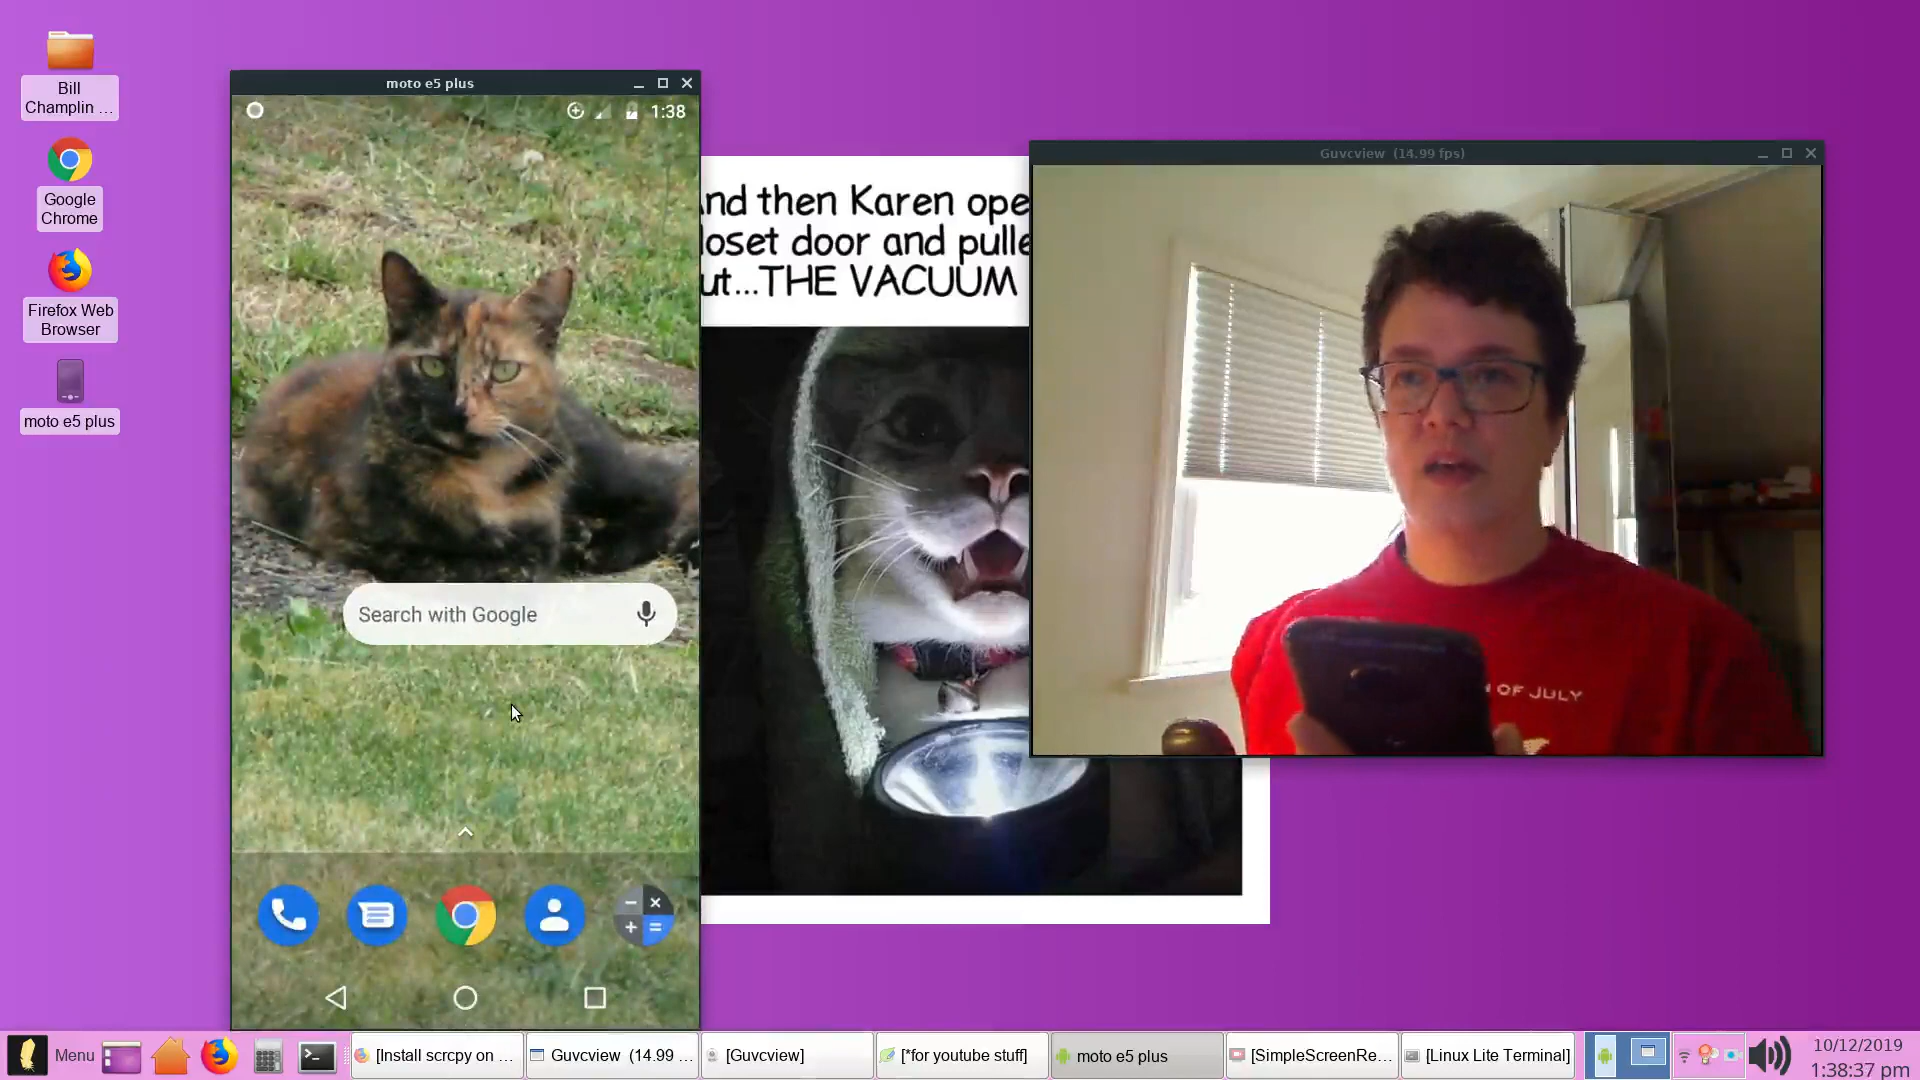 Bill
Champlin ...
Google
Chrome
Firefox Web
Browser
moto e5 plus
moto e5 plus
1:38
Search with Google
nd then Karen ope
loset door and pulle
ut...THE VACUUM
Guvcview (14.99 fps)
OF JULY
Menu
[Install scrcpy on ...
Guvcview (14.99 ...
[Guvcview]
[*for youtube stuff]
moto e5 plus
[SimpleScreenRe...
[Linux Lite Terminal]
10/12/2019
1:38:37 pm